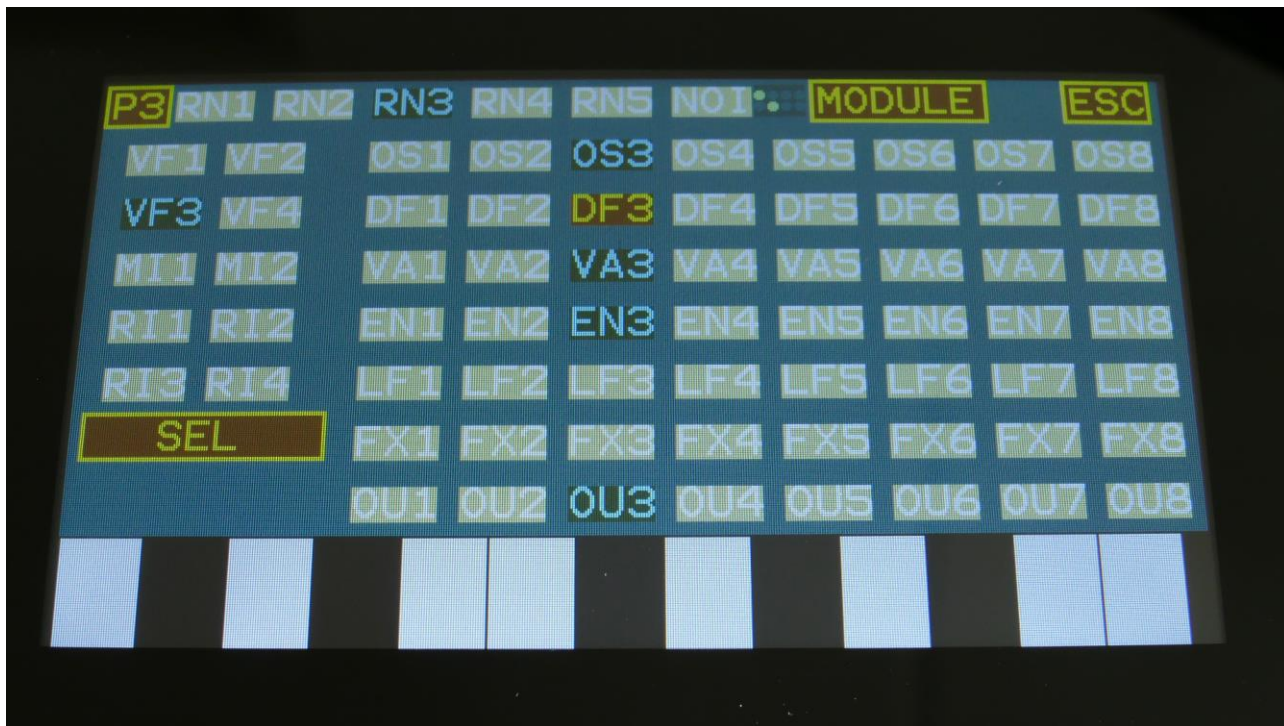 P3 RN1 RN2 RN3 RN4 RN5 NOI MODULE ESC
VF1 VF2 OS1 OS2 OS3 OS4 OS5 OS6 OS7 OS8
VF3 VF4 DF1 DF2 DF3 DF4 DF5 DF6 DF7 DF8
MI1 MI2 VA1 VA2 VA3 VA4 VA5 VA6 VA7 VA8
RI1 RI2 EN1 EN2 EN3 EN4 EN5 EN6 EN7 EN8
RI3 RI4 LF1 LF2 LF3 LF4 LF5 LF6 LF7 LF8
SEL FX1 FX2 FX3 FX4 FX5 FX6 FX7 FX8
OU1 OU2 OU3 OU4 OU5 OU6 OU7 OU8